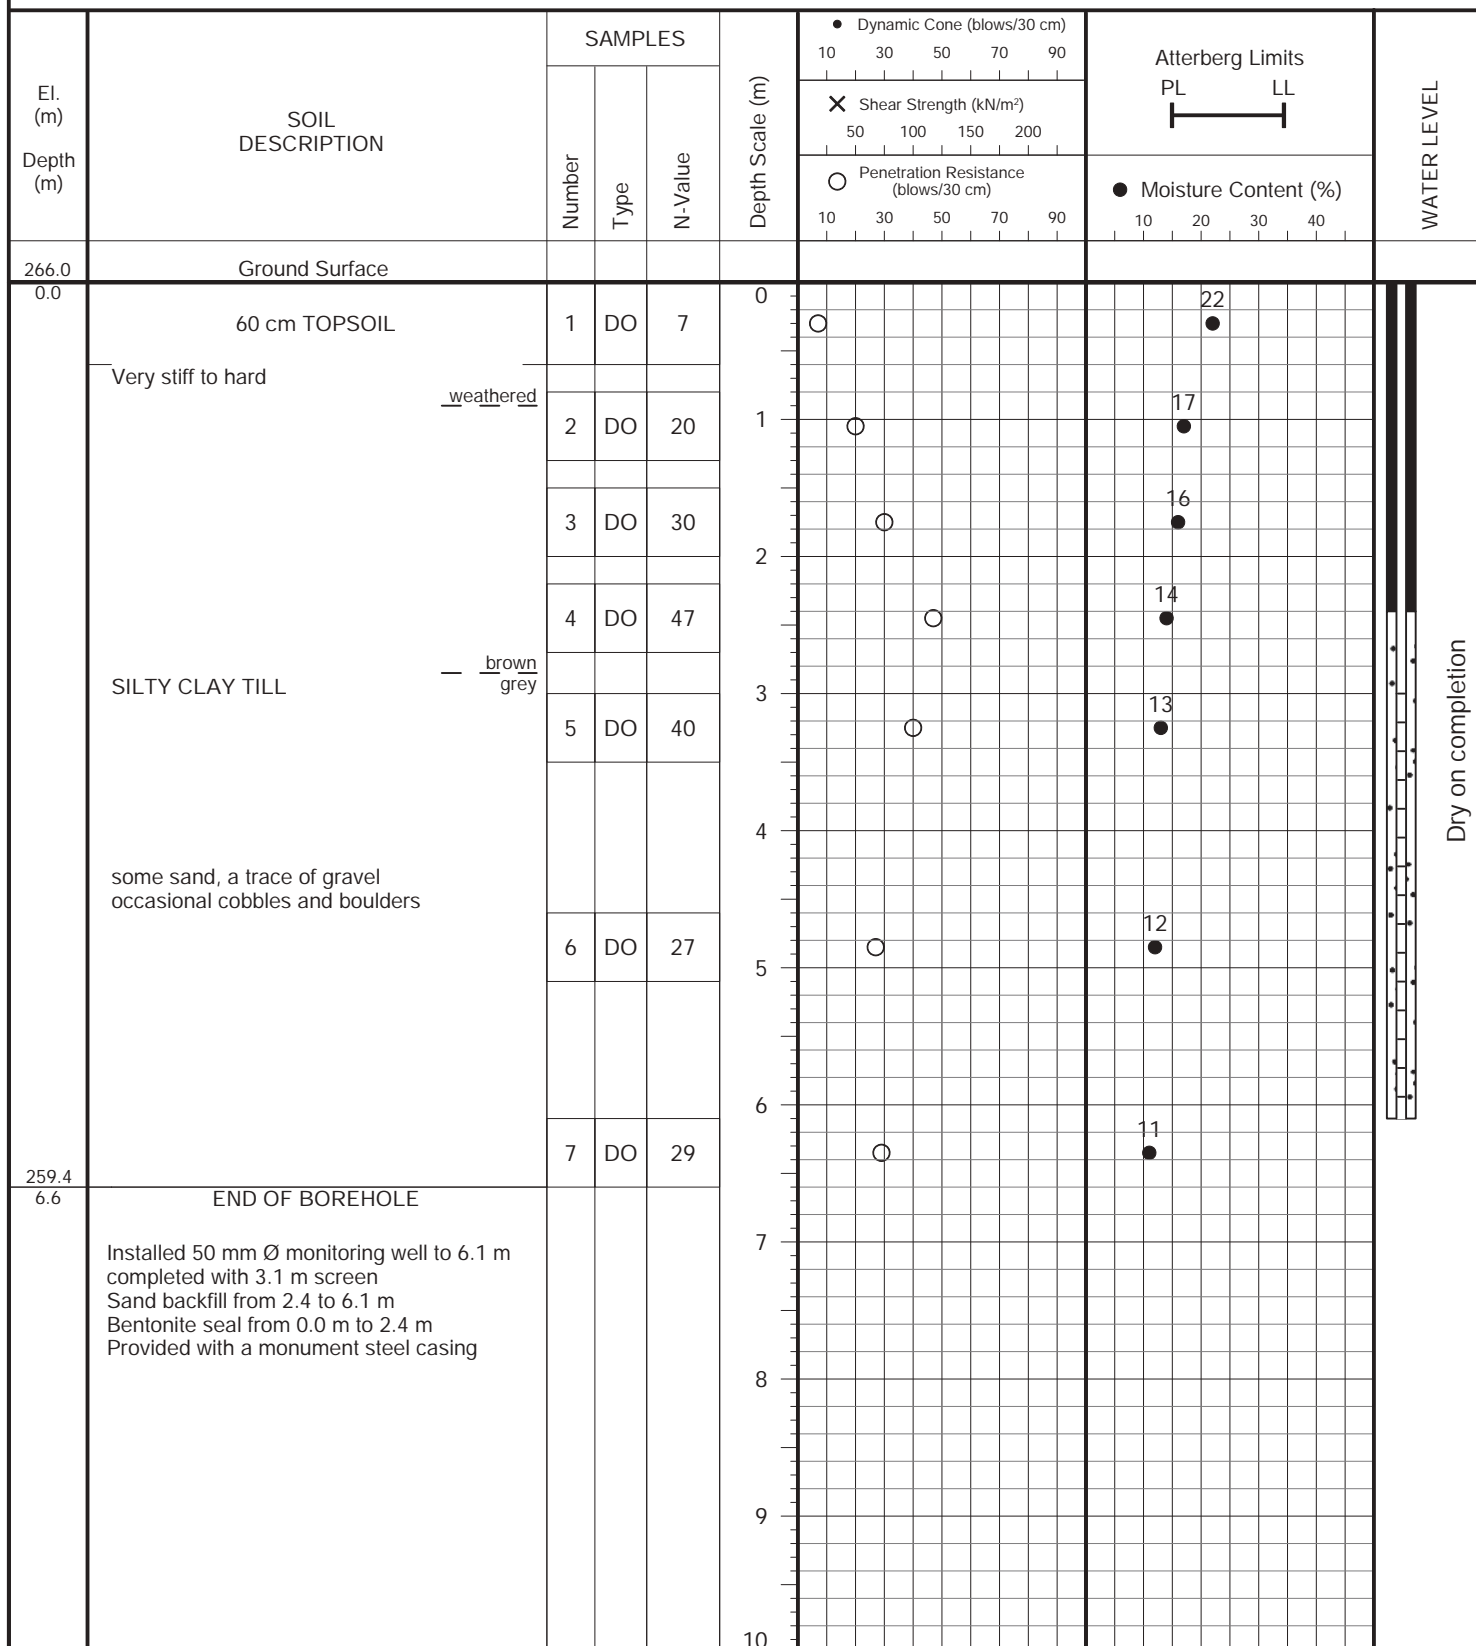 El.
(m)
Depth
(m)
SOIL
DESCRIPTION
SAMPLES
Number
Type
N-Value
Depth Scale (m)
Dynamic Cone (blows/30 cm)
10 30 50 70 90
Shear Strength (kN/m²)
50 100 150 200
Penetration Resistance
(blows/30 cm)
10 30 50 70 90
Atterberg Limits
PL LL
Moisture Content (%)
10 20 30 40
WATER LEVEL
266.0 Ground Surface
0.0
0
22
60 cm TOPSOIL 1 DO 7
Very stiff to hard
weathered
17
1
2 DO 20
16
3 DO 30
2
14
4 DO 47
brown
SILTY CLAY TILL
grey
3
13
5 DO 40
Dry on completion
4
some sand, a trace of gravel
occasional cobbles and boulders
12
6 DO 27
5
6
11
7 DO 29
259.4
6.6 END OF BOREHOLE
7
Installed 50 mm Ø monitoring well to 6.1 m
completed with 3.1 m screen
Sand backfill from 2.4 to 6.1 m
Bentonite seal from 0.0 m to 2.4 m
Provided with a monument steel casing
8
9
10